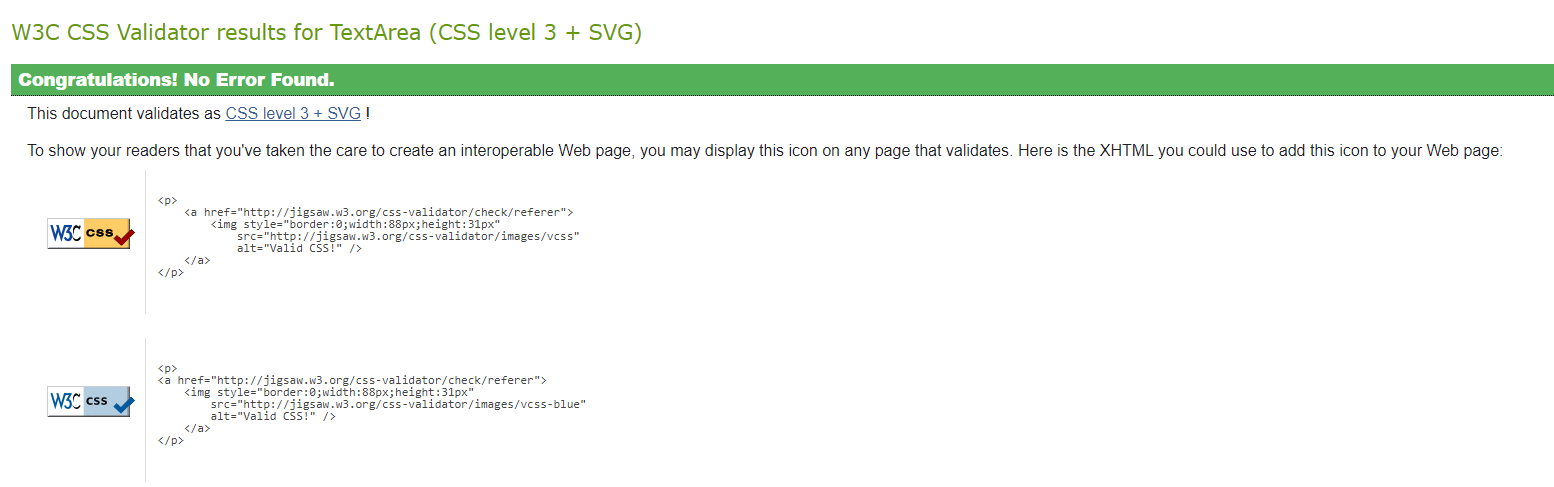 W3C CSS Validator results for TextArea (CSS level 3 + SVG)
Congratulations! No Error Found.
This document validates as CSS level 3 + SVG !
To show your readers that you've taken the care to create an interoperable Web page, you may display this icon on any page that validates. Here is the XHTML you could use to add this icon to your Web page:
W3C css
<p>
    <a href="http://jigsaw.w3.org/css-validator/check/referer">
        <img style="border:0;width:88px;height:31px"
            src="http://jigsaw.w3.org/css-validator/images/vcss"
            alt="Valid CSS!" />
    </a>
</p>
W3C css
<p>
<a href="http://jigsaw.w3.org/css-validator/check/referer">
    <img style="border:0;width:88px;height:31px"
        src="http://jigsaw.w3.org/css-validator/images/vcss-blue"
        alt="Valid CSS!" />
    </a>
</p>